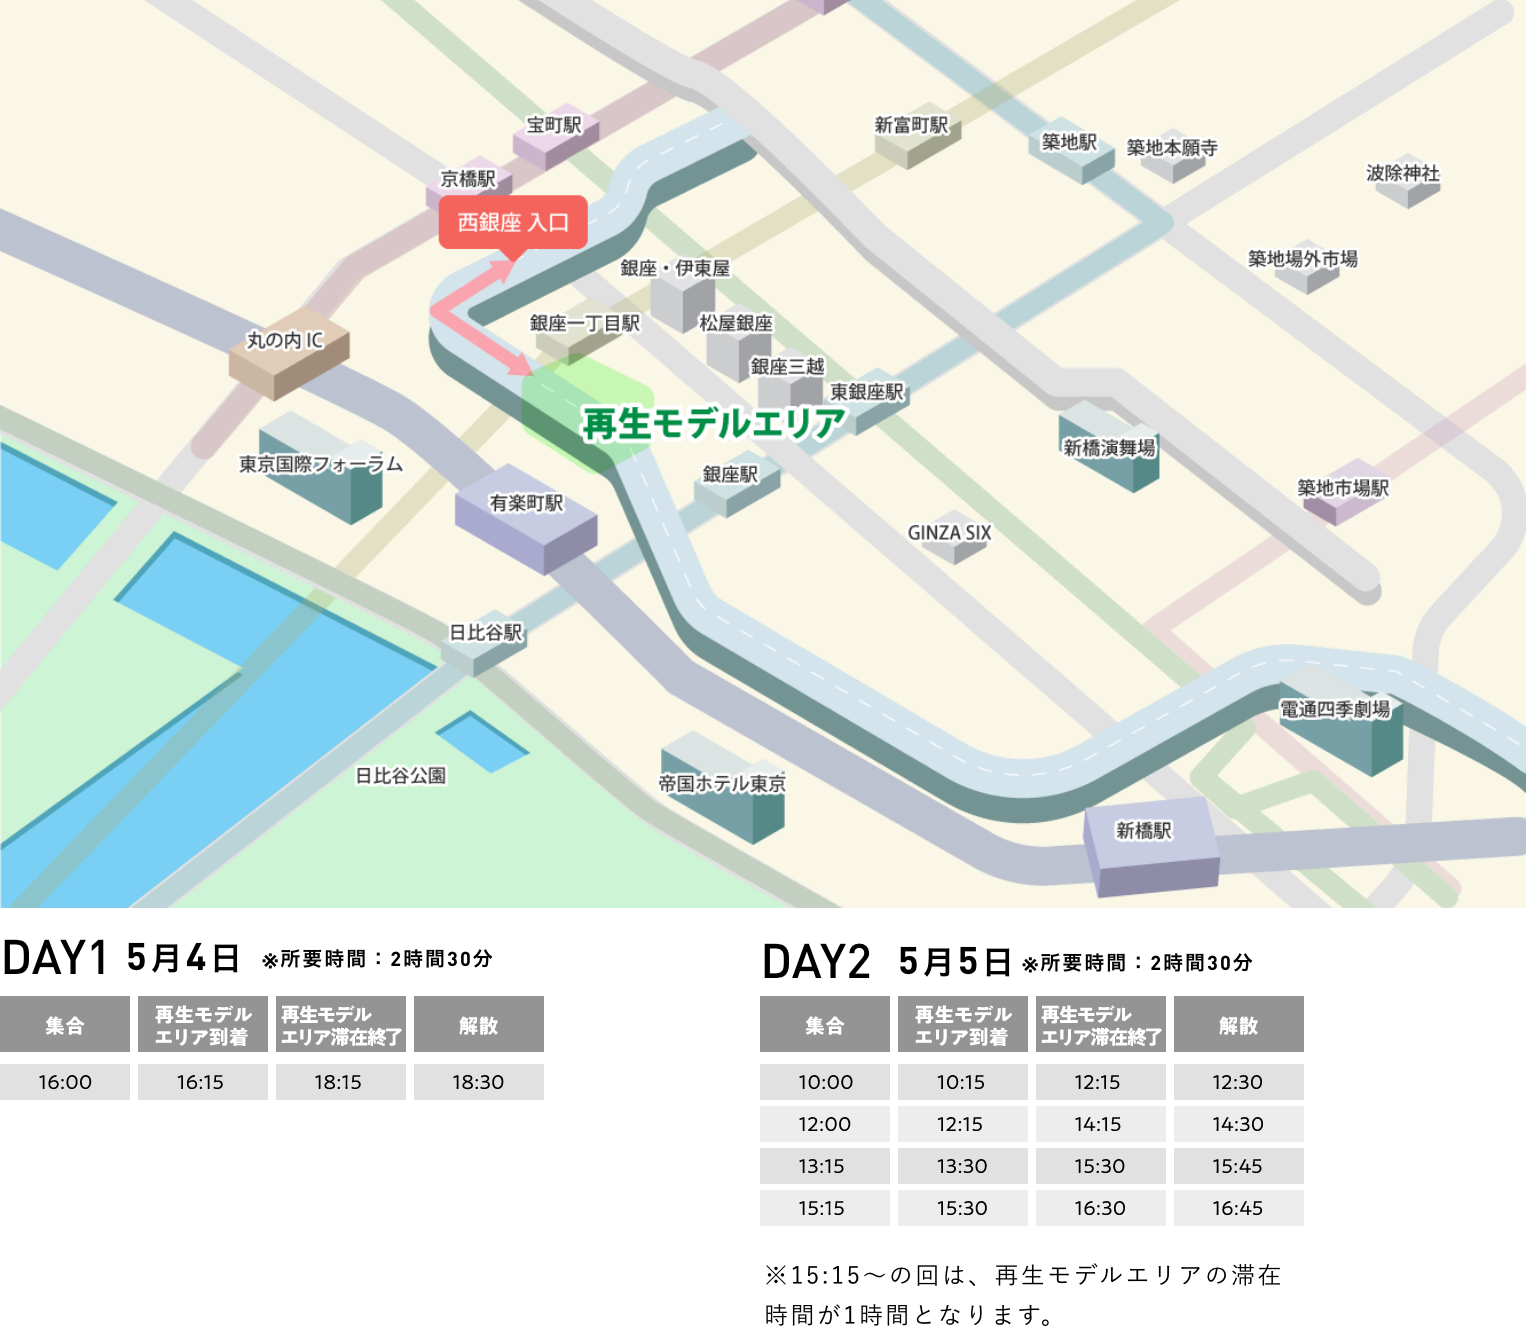 宝町駅
新富町駅
築地駅
築地本願寺
京橋駅
波除神社
西銀座 入口
築地場外市場
銀座・伊東屋
銀座一丁目駅
松屋銀座
丸の内 IC
銀座三越
東銀座駅
再生モデルエリア
新橋演舞場
東京国際フォーラム
銀座駅
築地市場駅
有楽町駅
GINZA SIX
日比谷駅
電通四季劇場
日比谷公園
帝国ホテル東京
新橋駅
DAY1 5月4日 ※所要時間：2時間30分
集合 再生モデル 再生モデル 解散
エリア到着 エリア滞在終了
16:00 16:15 18:15 18:30
DAY2 5月5日 ※所要時間：2時間30分
集合 再生モデル 再生モデル 解散
エリア到着 エリア滞在終了
10:00 10:15 12:15 12:30
12:00 12:15 14:15 14:30
13:15 13:30 15:30 15:45
15:15 15:30 16:30 16:45
※15:15〜の回は、再生モデルエリアの滞在
時間が1時間となります。